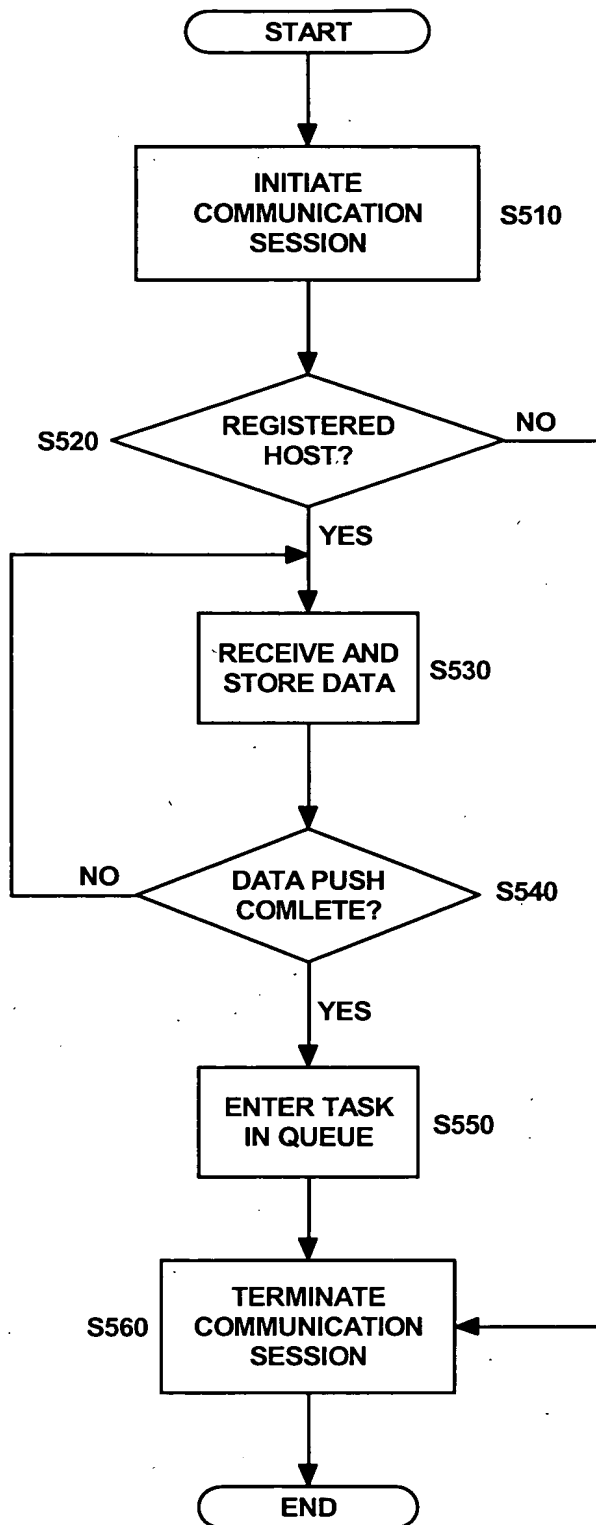 START
INITIATE
COMMUNICATION
SESSION
S510
S520
REGISTERED
HOST?
NO
YES
RECEIVE AND
STORE DATA
S530
NO
DATA PUSH
COMLETE?
S540
YES
ENTER TASK
IN QUEUE
S550
S560
TERMINATE
COMMUNICATION
SESSION
END